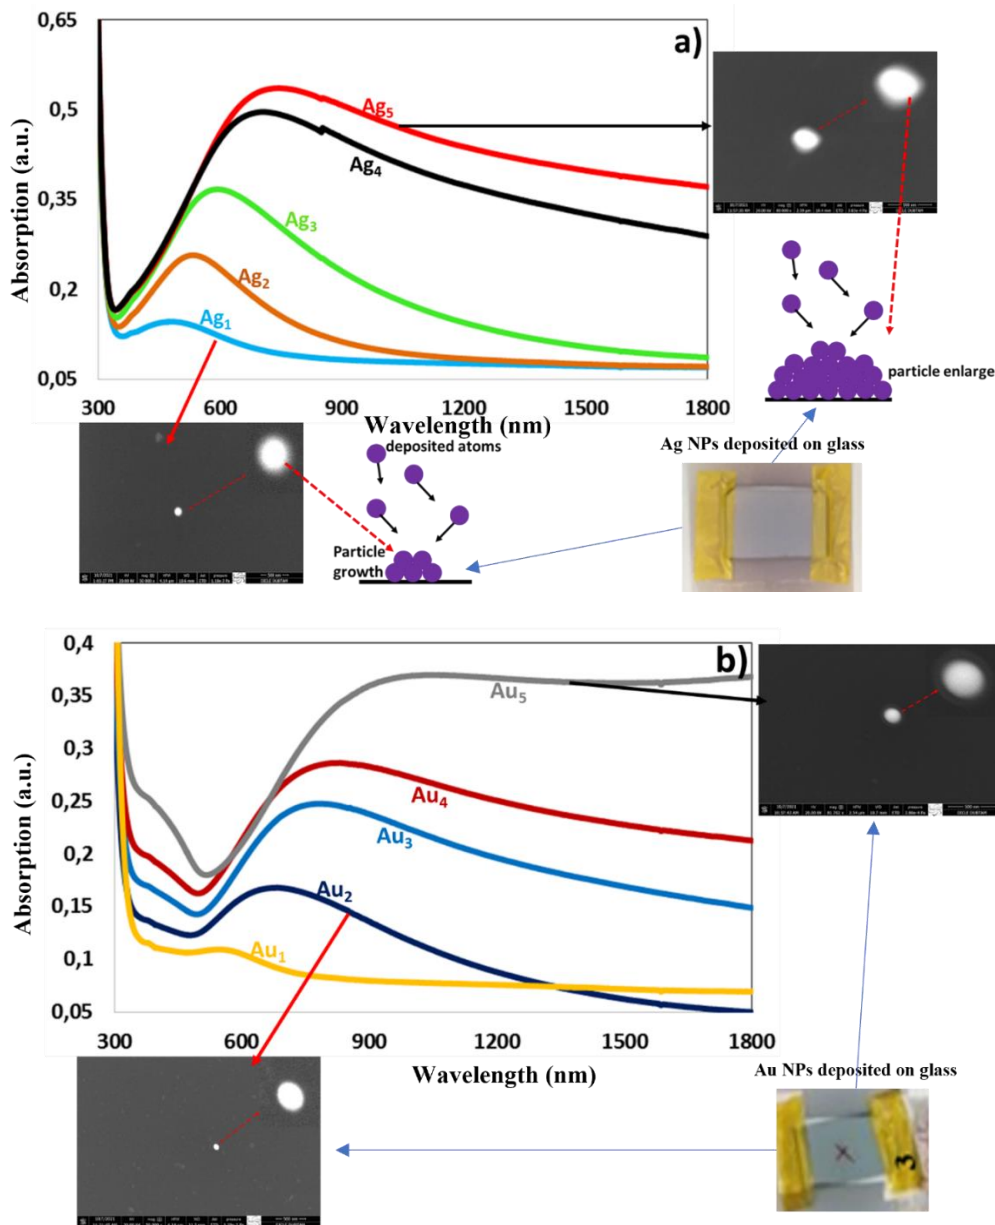 a)
0,65
0,5
0,35
0,2
0,05
Absorption (a.u.)
Ag5
Ag4
Ag3
Ag2
Ag1
300
600
900
1200
1500
1800
Wavelength (nm)
particle enlarge
deposited atoms
Ag NPs deposited on glass
Particle
growth
b)
0,4
0,35
0,3
0,25
0,2
0,15
0,1
0,05
Absorption (a.u.)
Au5
Au4
Au3
Au2
Au1
300
600
900
1200
1500
1800
Wavelength (nm)
Au NPs deposited on glass
3